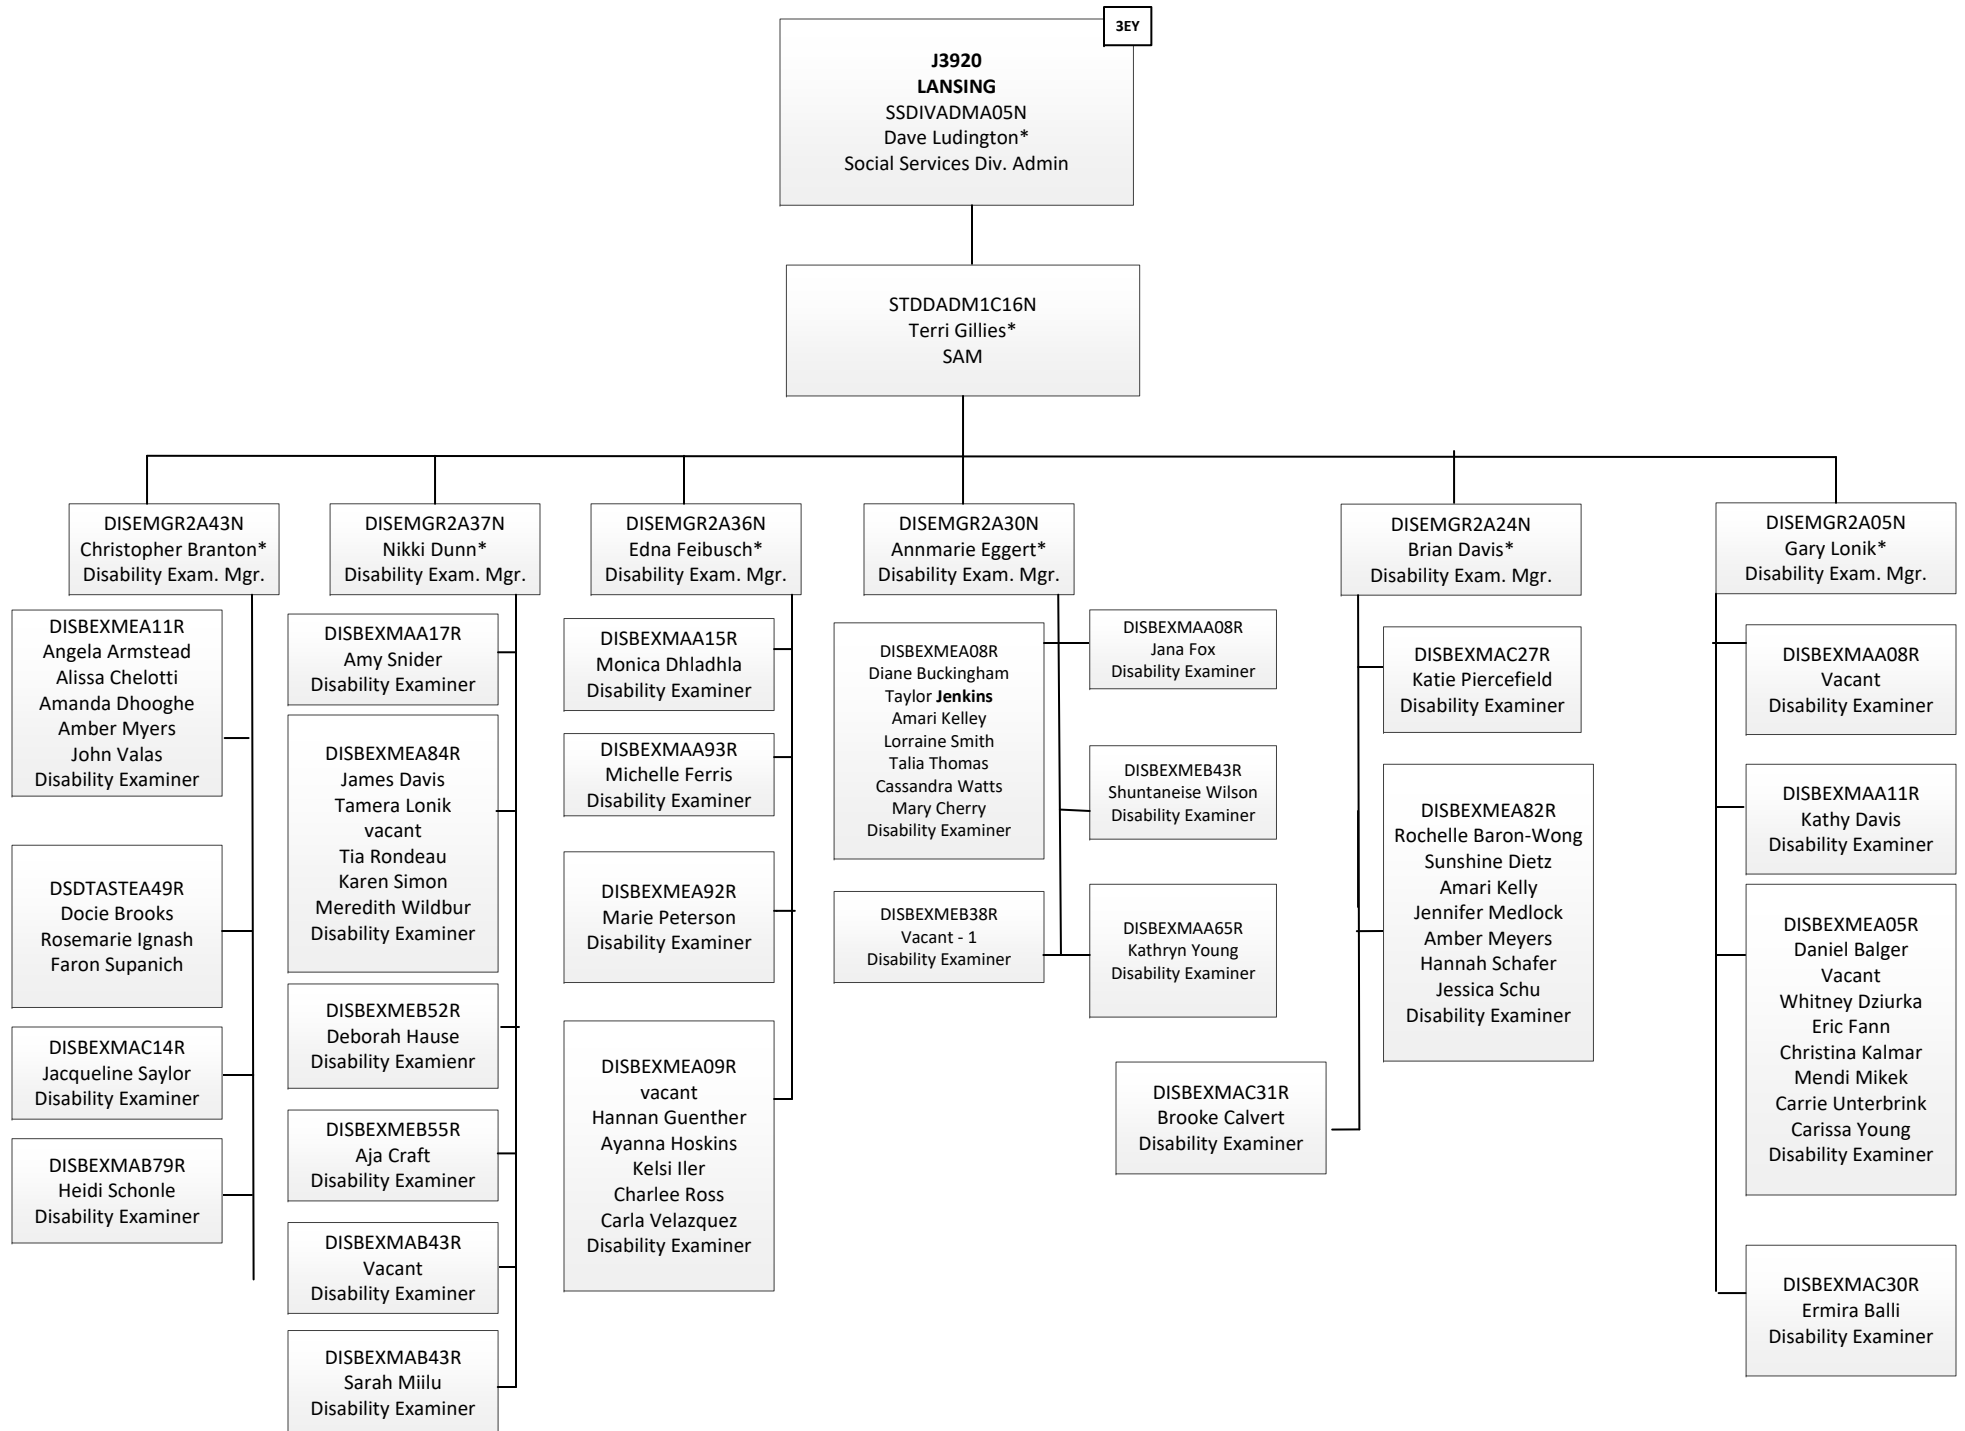 3EY
J3920
LANSING
SSDIVADMA05N
Dave Ludington*
Social Services Div. Admin
STDDADM1C16N
Terri Gillies*
SAM
DISEMGR2A43N
Christopher Branton*
Disability Exam. Mgr.
DISBEXMEA11R
Angela Armstead
Alissa Chelotti
Amanda Dhooghe
Amber Myers
John Valas
Disability Examiner
DSDTASTEA49R
Docie Brooks
Rosemarie Ignash
Faron Supanich
DISBEXMAC14R
Jacqueline Saylor
Disability Examiner
DISBEXMAB79R
Heidi Schonle
Disability Examiner
DISEMGR2A37N
Nikki Dunn*
Disability Exam. Mgr.
DISBEXMAA17R
Amy Snider
Disability Examiner
DISBEXMEA84R
James Davis
Tamera Lonik
vacant
Tia Rondeau
Karen Simon
Meredith Wildbur
Disability Examiner
DISBEXMEB52R
Deborah Hause
Disability Examienr
DISBEXMEB55R
Aja Craft
Disability Examiner
DISBEXMAB43R
Vacant
Disability Examiner
DISBEXMAB43R
Sarah Miilu
Disability Examiner
DISEMGR2A36N
Edna Feibusch*
Disability Exam. Mgr.
DISBEXMAA15R
Monica Dhladhla
Disability Examiner
DISBEXMAA93R
Michelle Ferris
Disability Examiner
DISBEXMEA92R
Marie Peterson
Disability Examiner
DISBEXMEA09R
vacant
Hannan Guenther
Ayanna Hoskins
Kelsi Iler
Charlee Ross
Carla Velazquez
Disability Examiner
DISEMGR2A30N
Annmarie Eggert*
Disability Exam. Mgr.
DISBEXMEA08R
Diane Buckingham
Taylor Jenkins
Amari Kelley
Lorraine Smith
Talia Thomas
Cassandra Watts
Mary Cherry
Disability Examiner
DISBEXMEB38R
Vacant - 1
Disability Examiner
DISBEXMAA08R
Jana Fox
Disability Examiner
DISBEXMEB43R
Shuntaneise Wilson
Disability Examiner
DISBEXMAA65R
Kathryn Young
Disability Examiner
DISEMGR2A24N
Brian Davis*
Disability Exam. Mgr.
DISBEXMAC27R
Katie Piercefield
Disability Examiner
DISBEXMEA82R
Rochelle Baron-Wong
Sunshine Dietz
Amari Kelly
Jennifer Medlock
Amber Meyers
Hannah Schafer
Jessica Schu
Disability Examiner
DISBEXMAC31R
Brooke Calvert
Disability Examiner
DISEMGR2A05N
Gary Lonik*
Disability Exam. Mgr.
DISBEXMAA08R
Vacant
Disability Examiner
DISBEXMAA11R
Kathy Davis
Disability Examiner
DISBEXMEA05R
Daniel Balger
Vacant
Whitney Dziurka
Eric Fann
Christina Kalmar
Mendi Mikek
Carrie Unterbrink
Carissa Young
Disability Examiner
DISBEXMAC30R
Ermira Balli
Disability Examiner